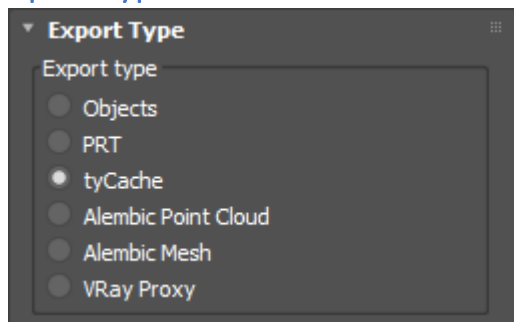 Export Type
Export type
Objects
PRT
tyCache
Alembic Point Cloud
Alembic Mesh
VRay Proxy